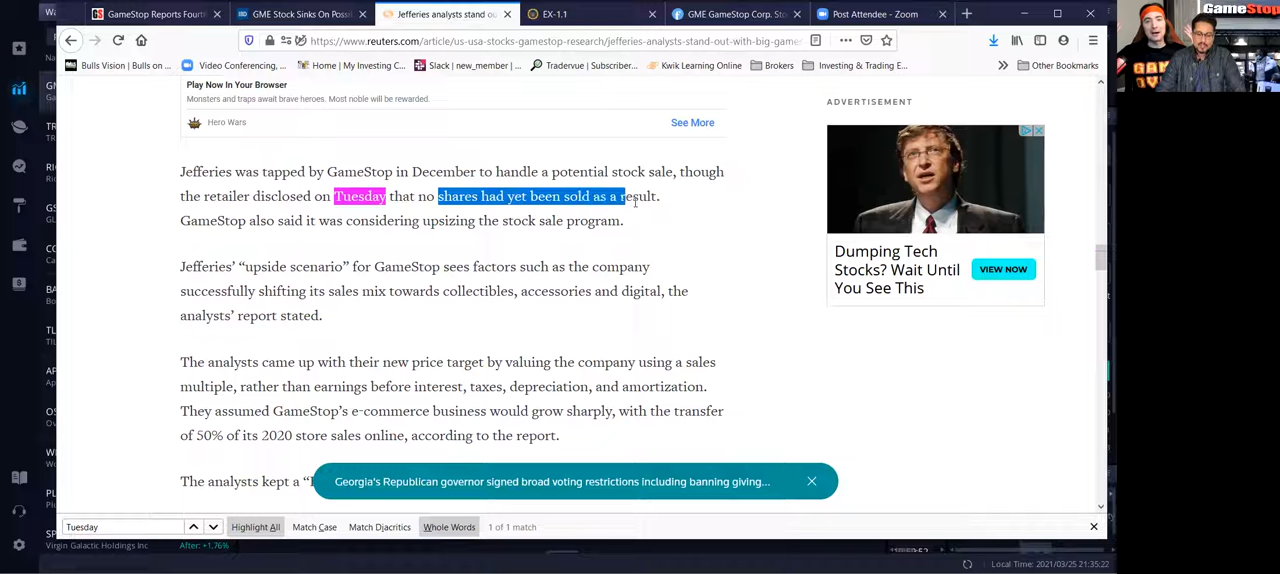 GameStop Reports Fourt
GME Stock Sinks On Possi
Jefferies analysts stand ou
EX-1.1
GME GameStop Corp. Sto
Post Attendee - Zoom
GameStop
https://www.reuters.com/article/us-usa-stocks-gamestop-research/jefferies-analysts-stand-out-with-big-games
Bulls Vision | Bulls on ...
Video Conferencing, ...
Home | My Investing C...
Slack | new_member | ...
Tradervue | Subscriber...
Kwik Learning Online
Brokers
Investing & Trading E...
Other Bookmarks
Play Now In Your Browser
Monsters and traps await brave heroes. Most noble will be rewarded.
Hero Wars
See More
ADVERTISEMENT
Jefferies was tapped by GameStop in December to handle a potential stock sale, though
the retailer disclosed on Tuesday that no shares had yet been sold as a result.
GameStop also said it was considering upsizing the stock sale program.
Jefferies’ “upside scenario” for GameStop sees factors such as the company
successfully shifting its sales mix towards collectibles, accessories and digital, the
analysts’ report stated.
The analysts came up with their new price target by valuing the company using a sales
multiple, rather than earnings before interest, taxes, depreciation, and amortization.
They assumed GameStop’s e-commerce business would grow sharply, with the transfer
of 50% of its 2020 store sales online, according to the report.
The analysts kept a “
Dumping Tech
Stocks? Wait Until
You See This
VIEW NOW
Georgia's Republican governor signed broad voting restrictions including banning giving...
Tuesday
Highlight All
Match Case
Match Diacritics
Whole Words
1 of 1 match
Virgin Galactic Holdings Inc
After: +1.76%
Local Time: 2021/03/25 21:35:22